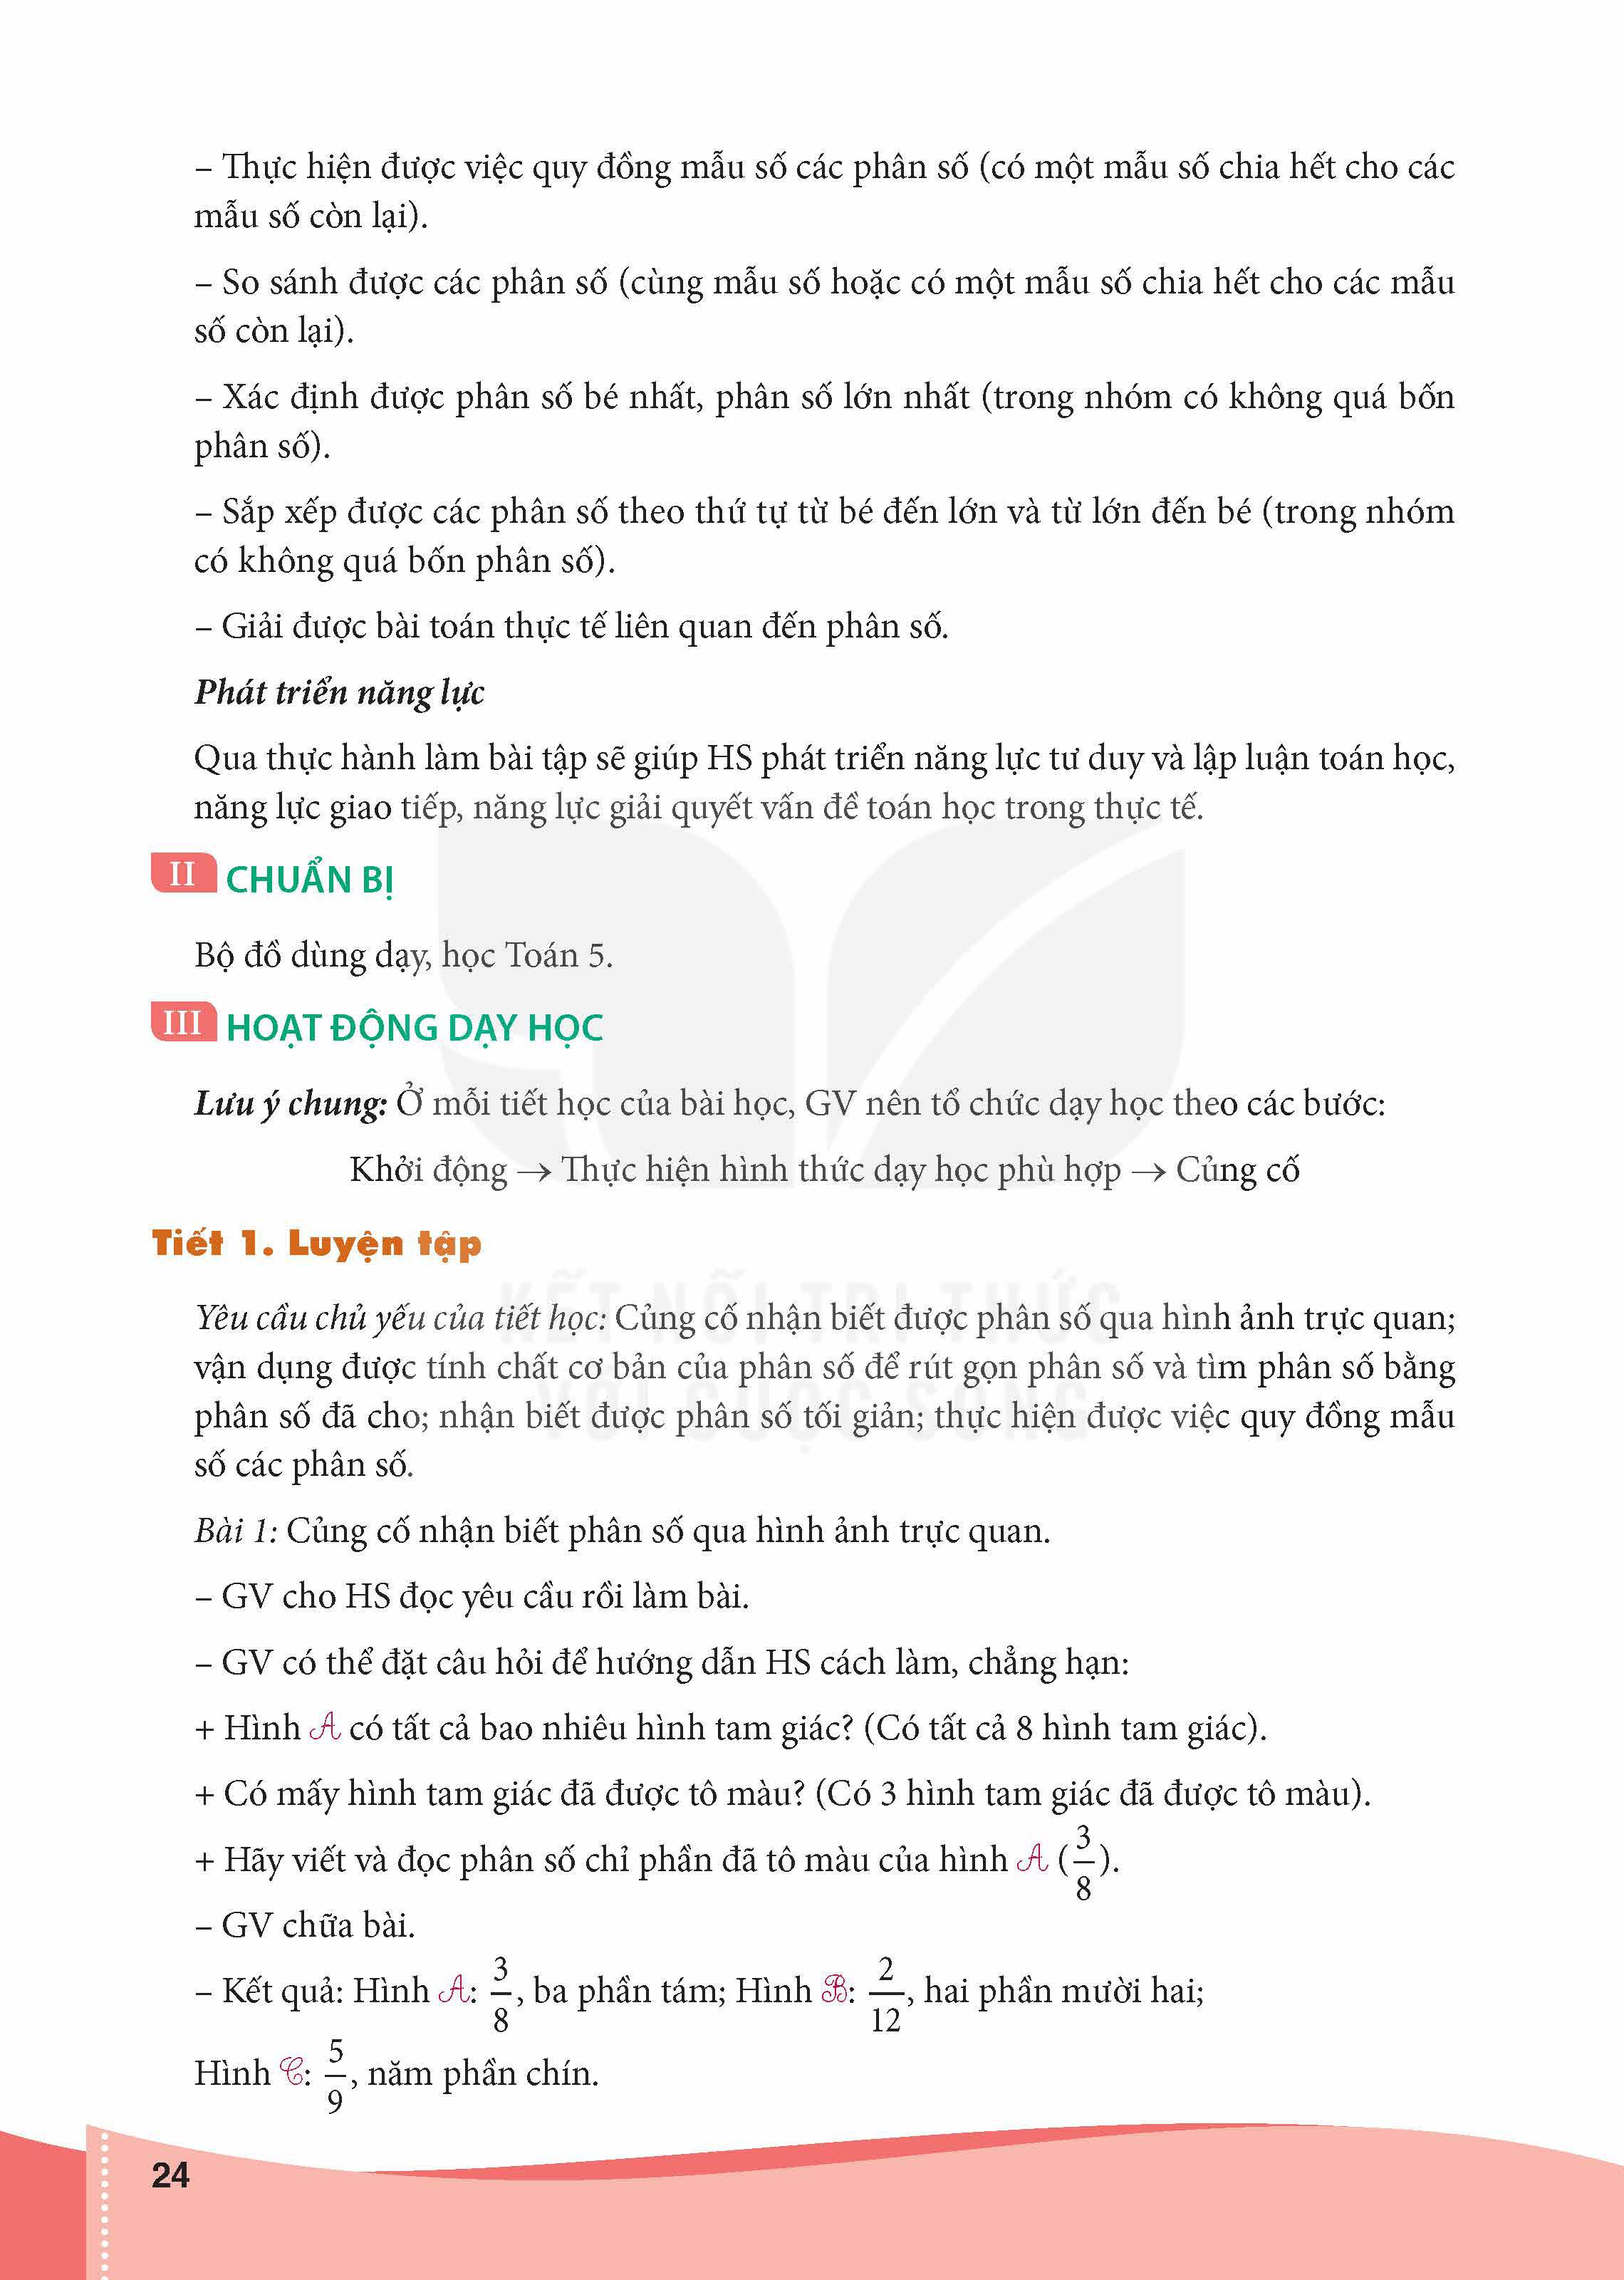 – Thực hiện được việc quy đồng mẫu số các phân số (có một mẫu số chia hết cho các
mẫu số còn lại).
– So sánh được các phân số (cùng mẫu số hoặc có một mẫu số chia hết cho các mẫu
số còn lại).
– Xác định được phân số bé nhất, phân số lớn nhất (trong nhóm có không quá bốn
phân số).
– Sắp xếp được các phân số theo thứ tự từ bé đến lớn và từ lớn đến bé (trong nhóm
có không quá bốn phân số).
– Giải được bài toán thực tế liên quan đến phân số.
Phát triển năng lực
Qua thực hành làm bài tập sẽ giúp HS phát triển năng lực tư duy và lập luận toán học,
năng lực giao tiếp, năng lực giải quyết vấn đề toán học trong thực tế.
II CHUẨN BỊ
Bộ đồ dùng dạy, học Toán 5.
III HOẠT ĐỘNG DẠY HỌC
Lưu ý chung: Ở mỗi tiết học của bài học, GV nên tổ chức dạy học theo các bước:
Khởi động → Thực hiện hình thức dạy học phù hợp → Củng cố
Tiết 1. Luyện tập
KẾT NỐI TRI THỨC
Yêu cầu chủ yếu của tiết học: Củng cố nhận biết được phân số qua hình ảnh trực quan;
vận dụng được tính chất cơ bản của phân số để rút gọn phân số và tìm phân số bằng
VỚI CUỘC SỐNG
phân số đã cho; nhận biết được phân số tối giản; thực hiện được việc quy đồng mẫu
số các phân số.
Bài 1: Củng cố nhận biết phân số qua hình ảnh trực quan.
– GV cho HS đọc yêu cầu rồi làm bài.
– GV có thể đặt câu hỏi để hướng dẫn HS cách làm, chẳng hạn:
+ Hình A có tất cả bao nhiêu hình tam giác? (Có tất cả 8 hình tam giác).
+ Có mấy hình tam giác đã được tô màu? (Có 3 hình tam giác đã được tô màu).
+ Hãy viết và đọc phân số chỉ phần đã tô màu của hình A (3/8).
– GV chữa bài.
– Kết quả: Hình A: 3/8, ba phần tám; Hình B: 2/12, hai phần mười hai;
Hình C: 5/9, năm phần chín.
24